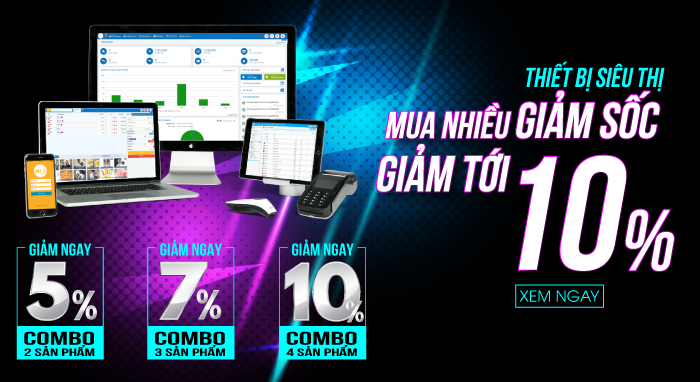 THIẾT BỊ SIÊU THỊ
MUA NHIỀU GIẢM SỐC
GIẢM TỚI 10%
XEM NGAY
GIẢM NGAY
5%
COMBO
2 SẢN PHẨM
GIẢM NGAY
7%
COMBO
3 SẢN PHẨM
GIẢM NGAY
10%
COMBO
4 SẢN PHẨM